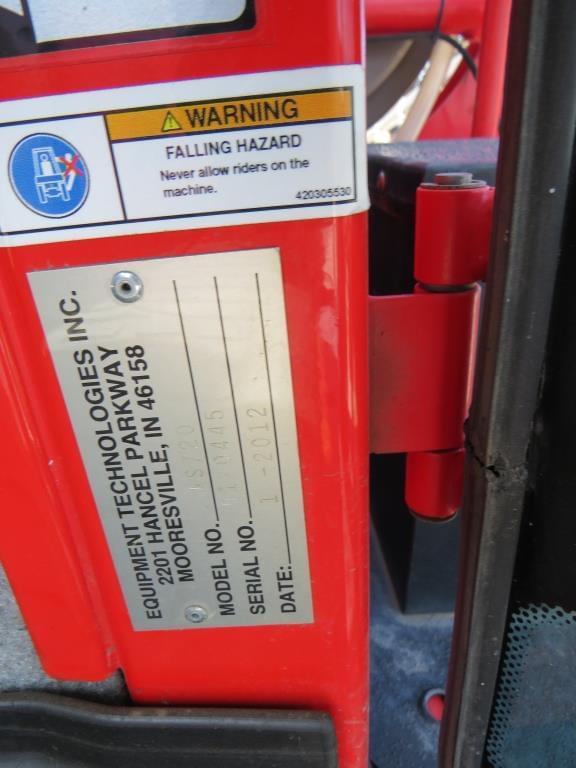 WARNING
FALLING HAZARD
Never allow riders on the
machine.
420305530
EQUIPMENT TECHNOLOGIES INC.
2201 HANCEL PARKWAY
MOORESVILLE, IN 46158
MODEL NO.
SERIAL NO.
DATE: 1-2012